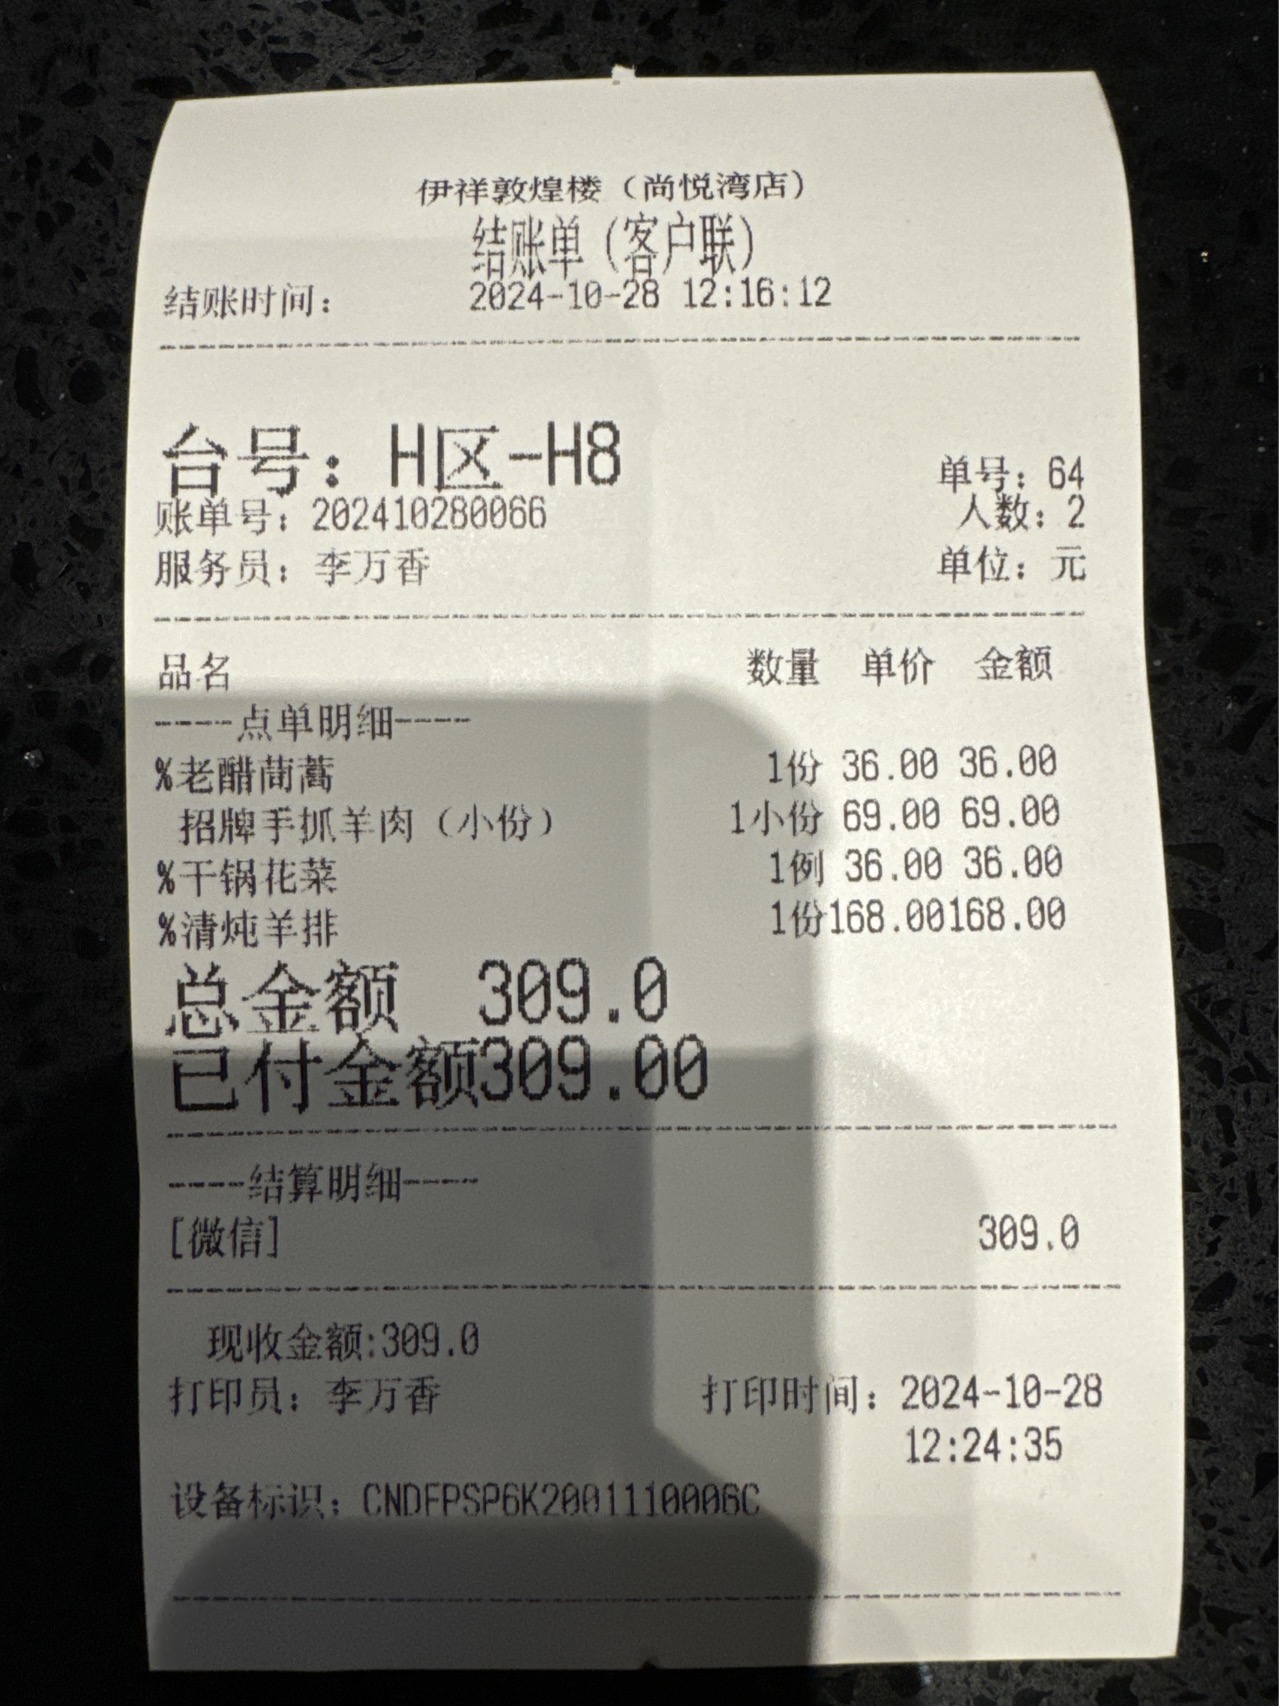 伊祥敦煌楼（尚悦湾店）
结账单（客户联）
结账时间： 2024-10-28 12:16:12
台号：H区-H8
单号：64
账单号：202410280066 人数：2
服务员：李万香 单位：元
品名 数量 单价 金额
----点单明细----
%老醋茼蒿 1份 36.00 36.00
招牌手抓羊肉（小份） 1小份 69.00 69.00
%干锅花菜 1例 36.00 36.00
%清炖羊排 1份168.00168.00
总金额 309.0
已付金额309.00
----结算明细----
[微信] 309.0
现收金额:309.0
打印员：李万香 打印时间：2024-10-28
12:24:35
设备标识：CNDFPSP6K2001110006C